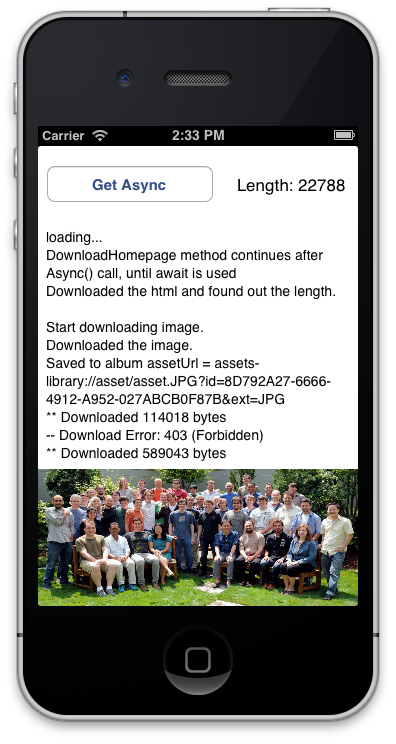 Carrier 2:33 PM
Get Async Length: 22788
loading...
DownloadHomepage method continues after
Async() call, until await is used
Downloaded the html and found out the length.
Start downloading image.
Downloaded the image.
Saved to album assetUrl = assets-
library://asset/asset.JPG?id=8D792A27-6666-
4912-A952-027ABCB0F87B&ext=JPG
** Downloaded 114018 bytes
-- Download Error: 403 (Forbidden)
** Downloaded 589043 bytes